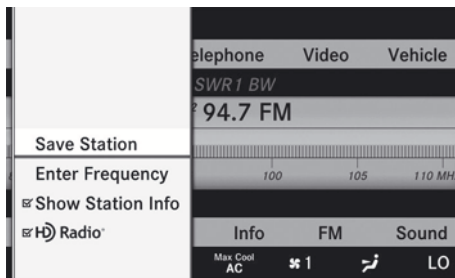 elephone Video Vehicle
SWR1 BW
94.7 FM
Save Station
100 105 110 MH
Enter Frequency
Show Station Info
HD Radio
Info FM Sound
Max Cool
AC
1
LO